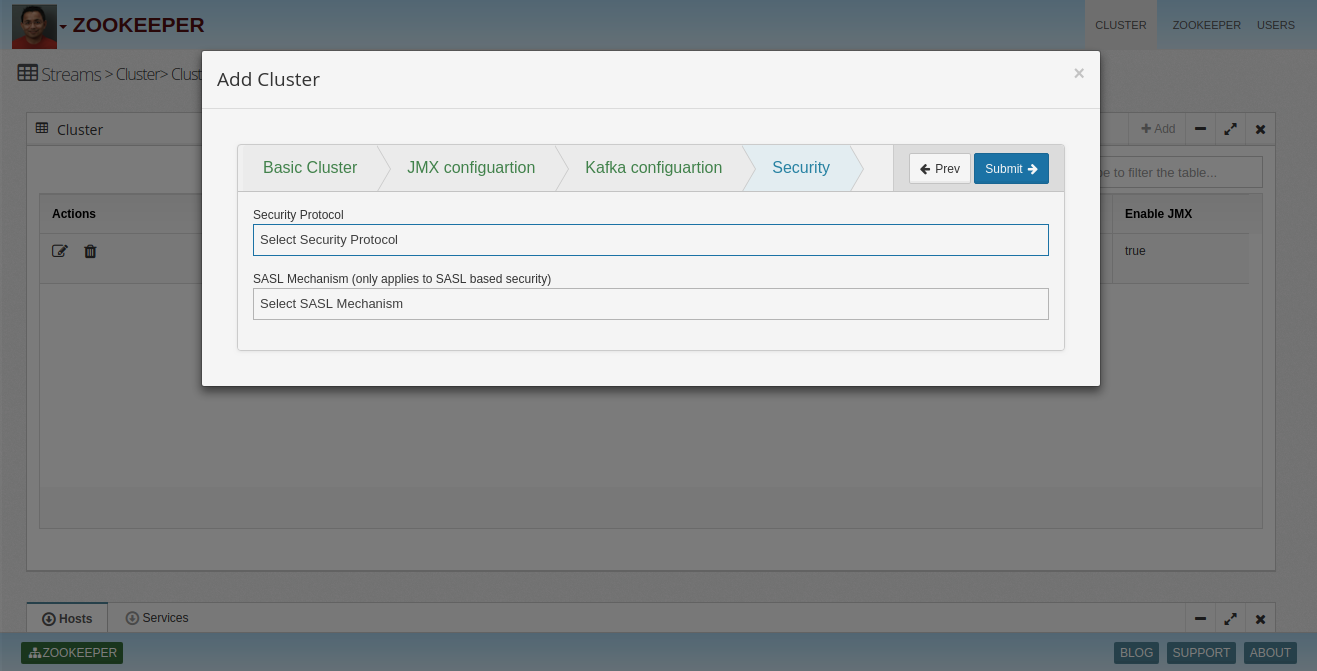 ZOOKEEPER
CLUSTER ZOOKEEPER USERS
Streams > Cluster> Clust
Add Cluster ×
Cluster
Add
Basic Cluster JMX configuartion Kafka configuartion Security Prev Submit
to filter the table...
Actions
Enable JMX
Security Protocol
Select Security Protocol
true
SASL Mechanism (only applies to SASL based security)
Select SASL Mechanism
Hosts Services
ZOOKEEPER
BLOG SUPPORT ABOUT